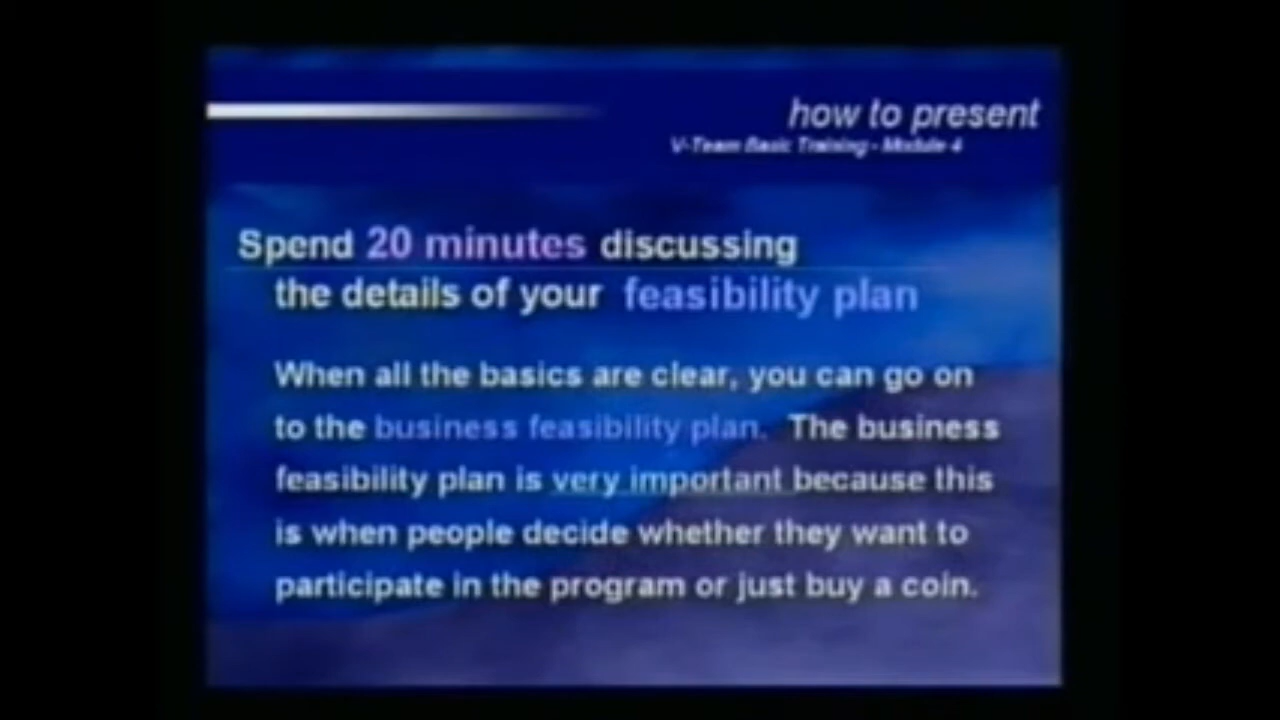 how to present
V-Team Basic Training - Module 4
Spend 20 minutes discussing
the details of your feasibility plan
When all the basics are clear, you can go on
to the business feasibility plan. The business
feasibility plan is very important because this
is when people decide whether they want to
participate in the program or just buy a coin.